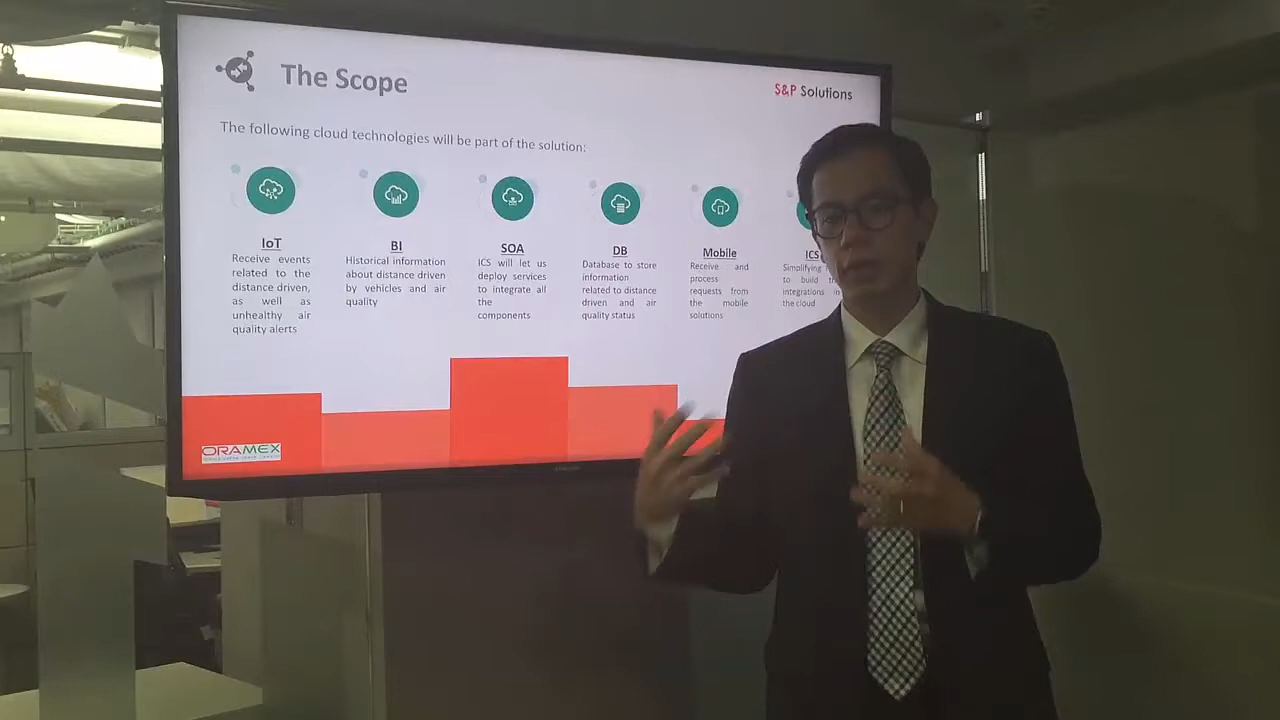 The Scope
S&P Solutions
The following cloud technologies will be part of the solution:
IoT
Receive events
related to the
distance driven,
as well as
unhealthy air
quality alerts
BI
Historical information
about distance driven
by vehicles and air
quality
SOA
ICS will let us
deploy services
to integrate all
the
components
DB
Database to store
information
related to distance
driven and air
quality status
Mobile
Receive and
process
requests from
the mobile
solutions
ICS
Simplifying
to build
integrations in
the cloud
ORAMEX